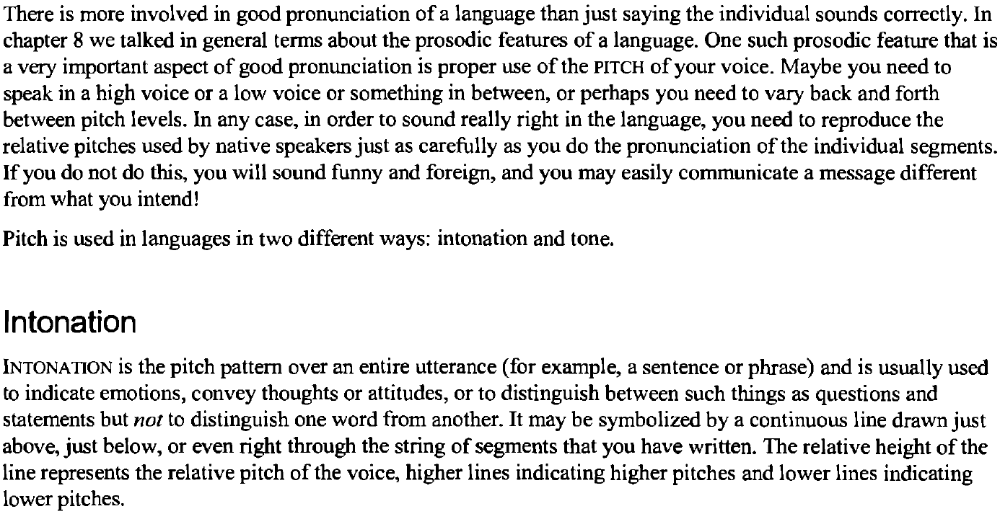 There is more involved in good pronunciation of a language than just saying the individual sounds correctly. In
chapter 8 we talked in general terms about the prosodic features of a language. One such prosodic feature that is
a very important aspect of good pronunciation is proper use of the PITCH of your voice. Maybe you need to
speak in a high voice or a low voice or something in between, or perhaps you need to vary back and forth
between pitch levels. In any case, in order to sound really right in the language, you need to reproduce the
relative pitches used by native speakers just as carefully as you do the pronunciation of the individual segments.
If you do not do this, you will sound funny and foreign, and you may easily communicate a message different
from what you intend!
Pitch is used in languages in two different ways: intonation and tone.
Intonation
INTONATION is the pitch pattern over an entire utterance (for example, a sentence or phrase) and is usually used
to indicate emotions, convey thoughts or attitudes, or to distinguish between such things as questions and
statements but not to distinguish one word from another. It may be symbolized by a continuous line drawn just
above, just below, or even right through the string of segments that you have written. The relative height of the
line represents the relative pitch of the voice, higher lines indicating higher pitches and lower lines indicating
lower pitches.